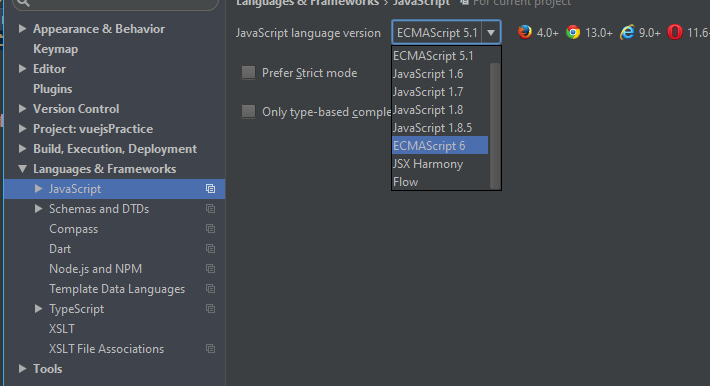 Languages & Frameworks › JavaScript For current project
Appearance & Behavior
Keymap
Editor
Plugins
Version Control
Project: vuejsPractice
Build, Execution, Deployment
Languages & Frameworks
JavaScript
Schemas and DTDs
Compass
Dart
Node.js and NPM
Template Data Languages
TypeScript
XSLT
XSLT File Associations
Tools
JavaScript language version ECMAScript 5.1 4.0+ 13.0+ 9.0+ 11.6+
Prefer Strict mode
Only type-based comple
ECMAScript 5.1
JavaScript 1.6
JavaScript 1.7
JavaScript 1.8
JavaScript 1.8.5
ECMAScript 6
JSX Harmony
Flow